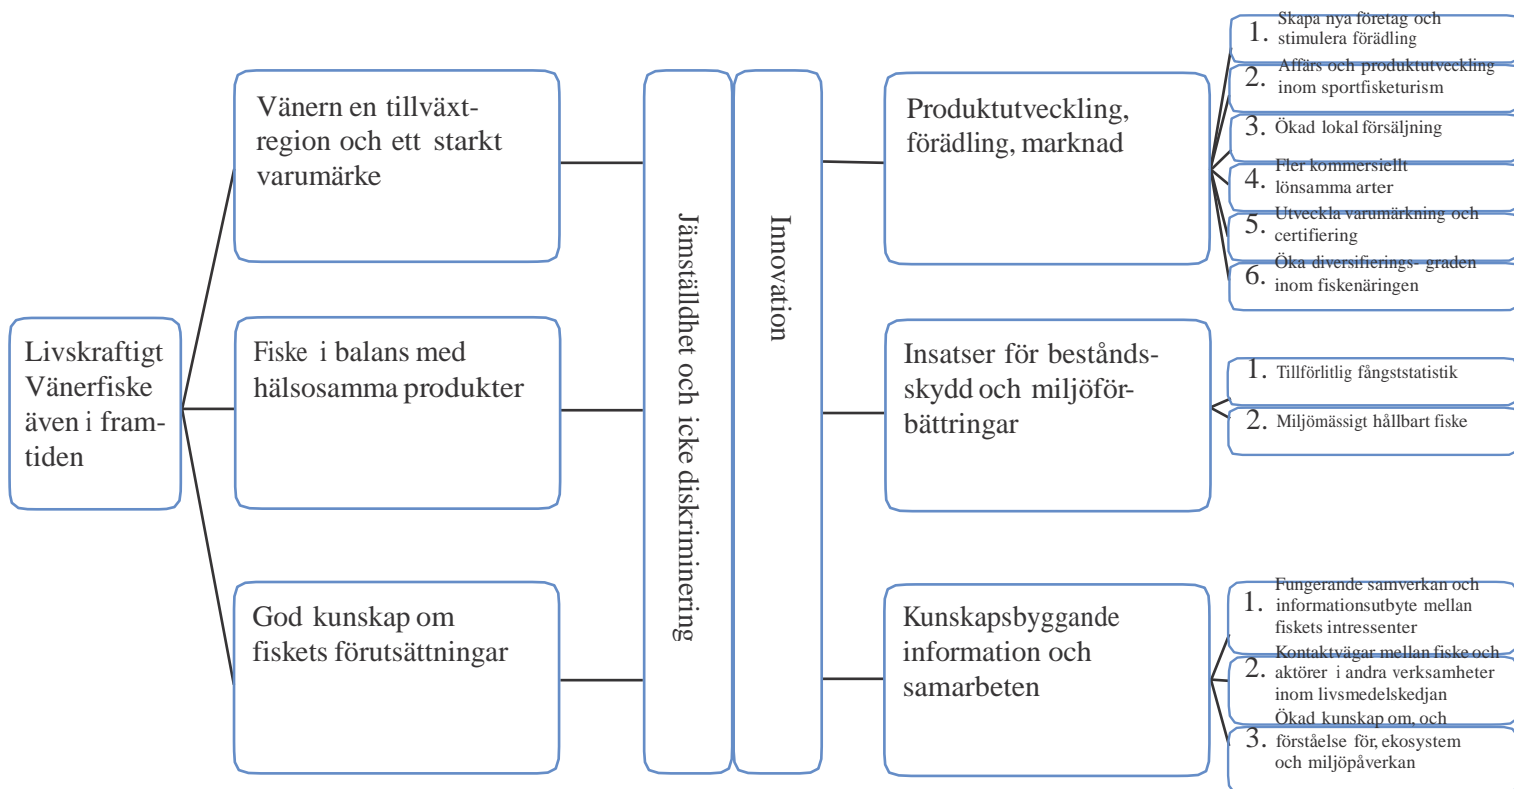 Livskraftigt
Vänerfiske
även i fram-
tiden
Vänern en tillväxt-
region och ett starkt
varumärke
Fiske i balans med
hälsosamma produkter
God kunskap om
fiskets förutsättningar
Jämställdhet och icke diskriminering
Innovation
Produktutveckling,
förädling, marknad
1. Skapa nya företag och
stimulera förädling
2. Affärs och produktutveckling
inom sportfisketurism
3. Ökad lokal försäljning
4. Fler kommersiellt
lönsamma arter
5. Utveckla varumärkning och
certifiering
6. Öka diversifierings- graden
inom fiskenäringen
Insatser för bestånds-
skydd och miljöför-
bättringar
1. Tillförlitlig fångststatistik
2. Miljömässigt hållbart fiske
Kunskapsbyggande
information och
samarbeten
1. Fungerande samverkan och
informationsutbyte mellan
fiskets intressenter
2. Kontaktvägar mellan fiske och
aktörer i andra verksamheter
inom livsmedelskedjan
3. Ökad kunskap om, och
förståelse för, ekosystem
och miljöpåverkan